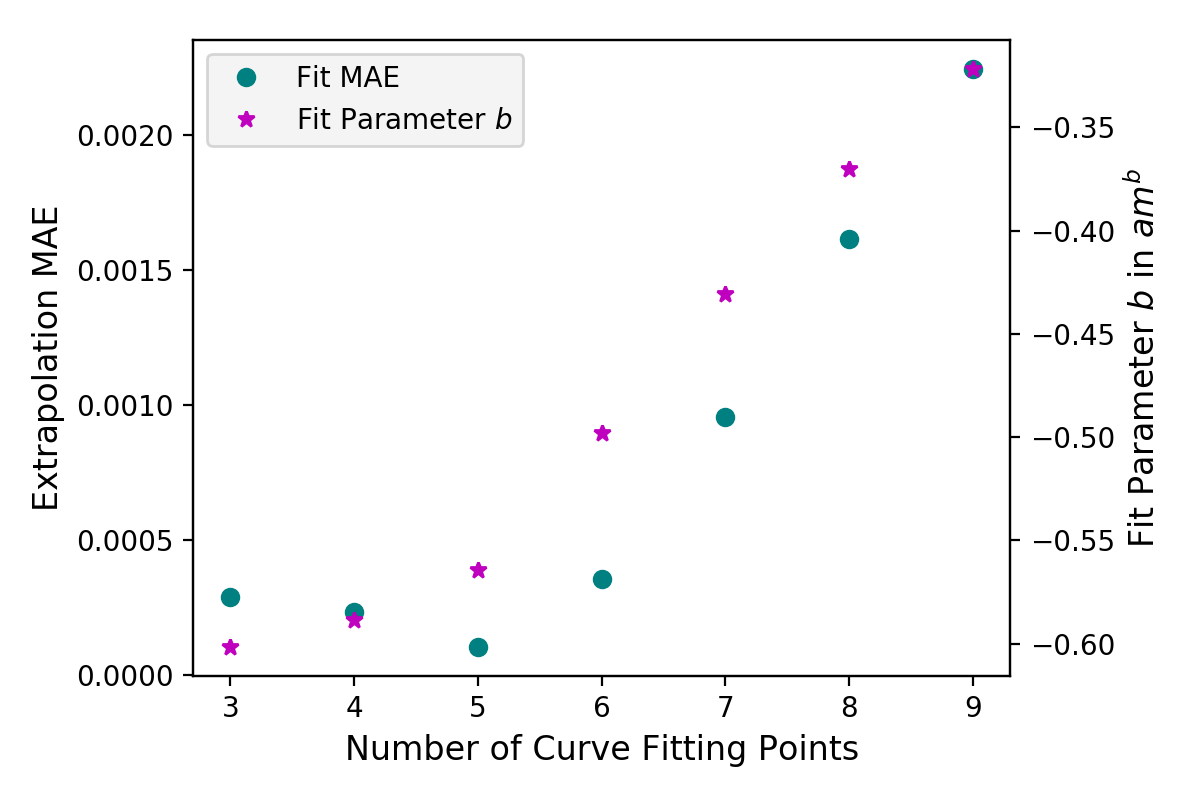 Fit MAE
Fit Parameter b
0.0020
0.0015
0.0010
0.0005
0.0000
Extrapolation MAE
−0.35
−0.40
−0.45
−0.50
−0.55
−0.60
Fit Parameter b in am^b
3 4 5 6 7 8 9
Number of Curve Fitting Points